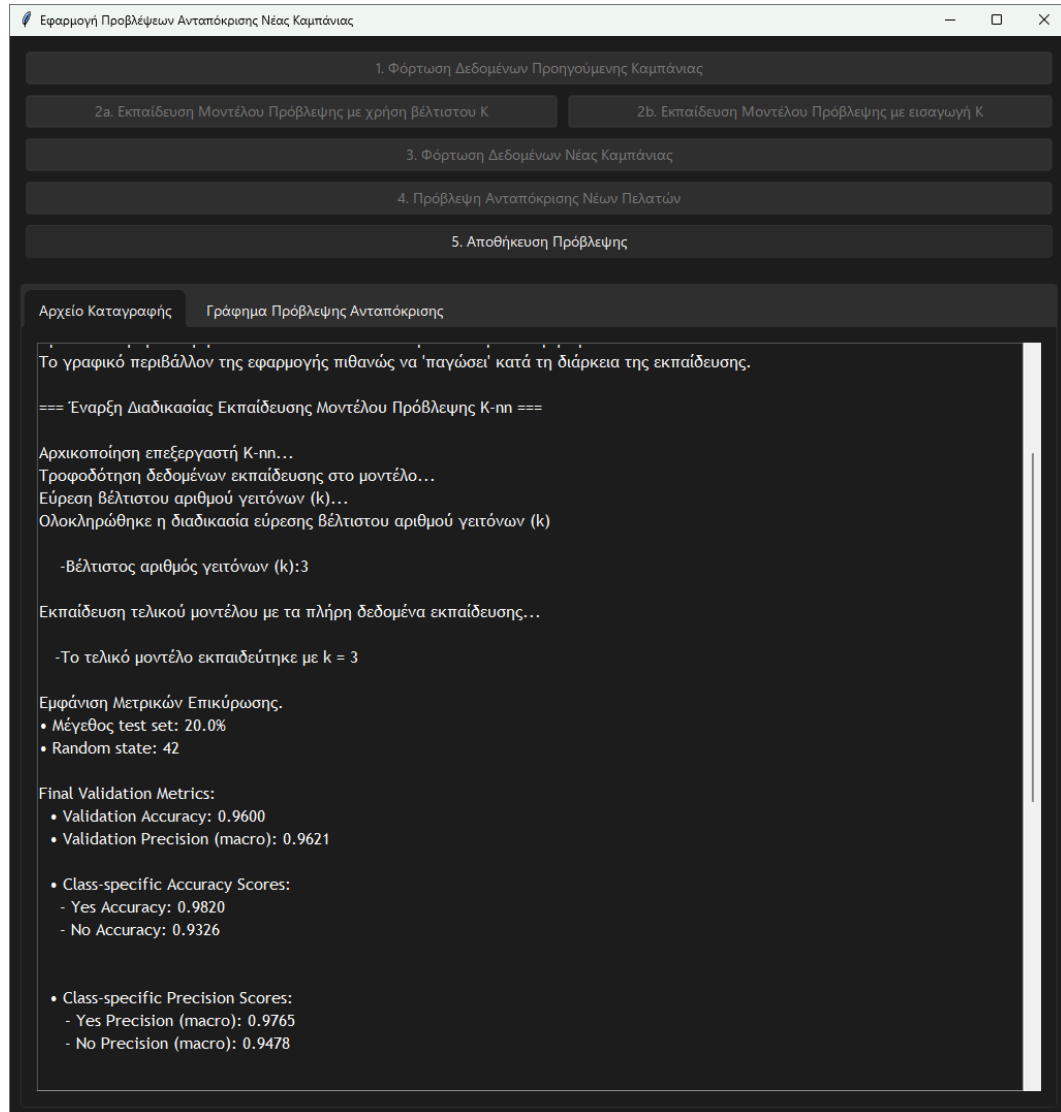 Εφαρμογή Προβλέψεων Ανταπόκρισης Νέας Καμπάνιας
1. Φόρτωση Δεδομένων Προηγούμενης Καμπάνιας
2a. Εκπαίδευση Μοντέλου Πρόβλεψης με χρήση βέλτιστου K
2b. Εκπαίδευση Μοντέλου Πρόβλεψης με εισαγωγή K
3. Φόρτωση Δεδομένων Νέας Καμπάνιας
4. Πρόβλεψη Ανταπόκρισης Νέων Πελατών
5. Αποθήκευση Πρόβλεψης
Αρχείο Καταγραφής
Γράφημα Πρόβλεψης Ανταπόκρισης
Το γραφικό περιβάλλον της εφαρμογής πιθανώς να 'παγώσει' κατά τη διάρκεια της εκπαίδευσης.
=== Έναρξη Διαδικασίας Εκπαίδευσης Μοντέλου Πρόβλεψης K-nn ===
Αρχικοποίηση επεξεργαστή K-nn...
Τροφοδότηση δεδομένων εκπαίδευσης στο μοντέλο...
Εύρεση βέλτιστου αριθμού γειτόνων (k)...
Ολοκληρώθηκε η διαδικασία εύρεσης βέλτιστου αριθμού γειτόνων (k)
-Βέλτιστος αριθμός γειτόνων (k):3
Εκπαίδευση τελικού μοντέλου με τα πλήρη δεδομένα εκπαίδευσης...
-Το τελικό μοντέλο εκπαιδεύτηκε με k = 3
Εμφάνιση Μετρικών Επικύρωσης.
• Μέγεθος test set: 20.0%
• Random state: 42
Final Validation Metrics:
• Validation Accuracy: 0.9600
• Validation Precision (macro): 0.9621
• Class-specific Accuracy Scores:
- Yes Accuracy: 0.9820
- No Accuracy: 0.9326
• Class-specific Precision Scores:
- Yes Precision (macro): 0.9765
- No Precision (macro): 0.9478